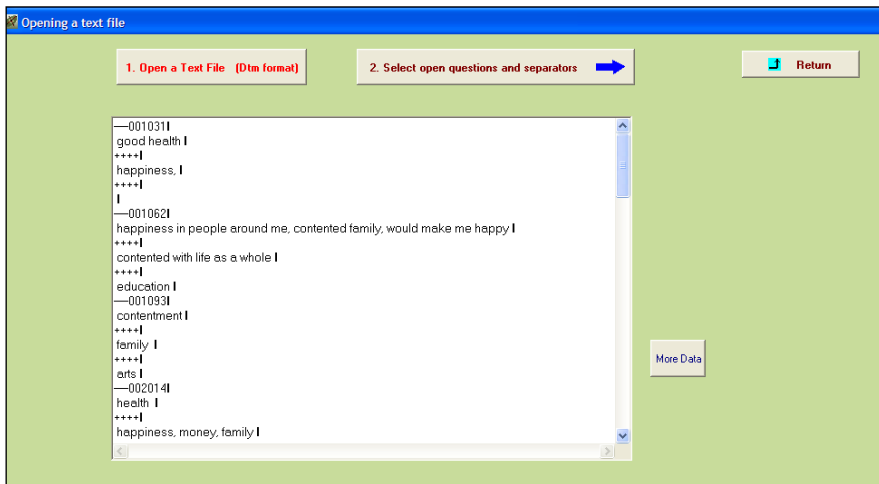 Opening a text file
1. Open a Text File (Dtm format)
2. Select open questions and separators
Return
----001031
good health
++++
happiness,
++++
----001062
happiness in people around me, contented family, would make me happy
++++
contented with life as a whole
++++
education
----001093
contentment
++++
family
++++
arts
----002014
health
++++
happiness, money, family
More Data